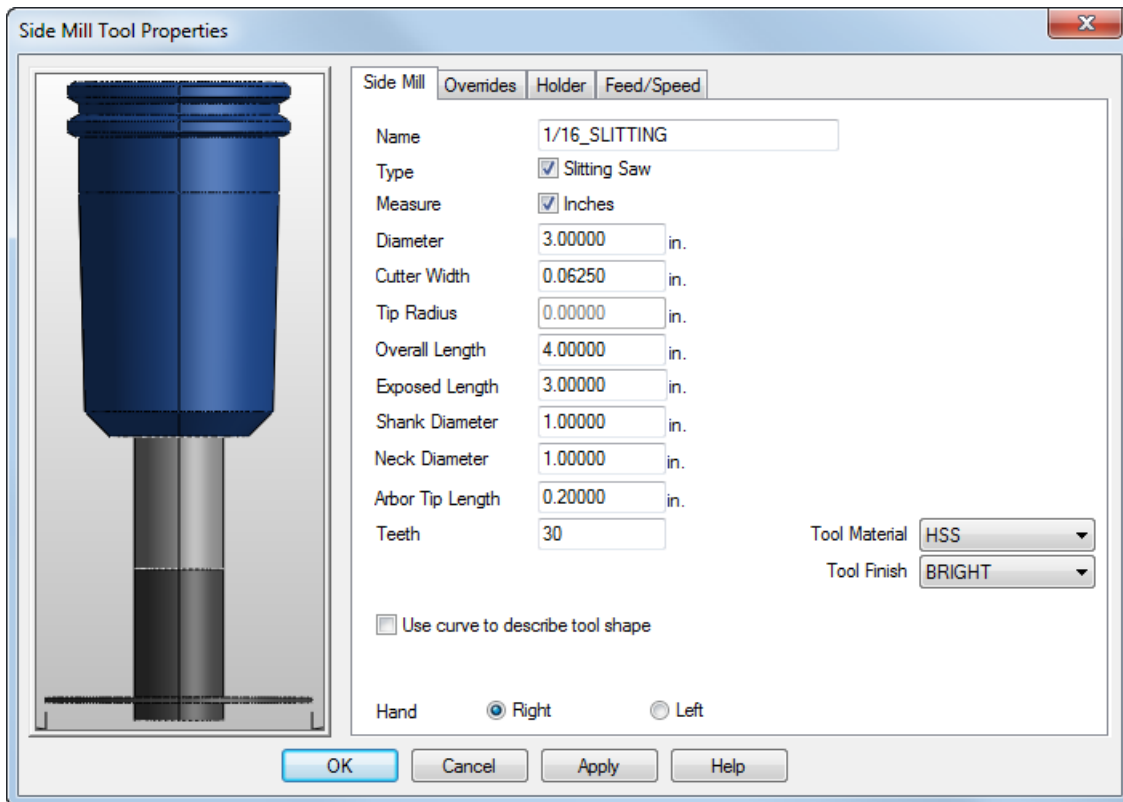 Side Mill Tool Properties
Side Mill Overrides Holder Feed/Speed
Name 1/16_SLITTING
Type Slitting Saw
Measure Inches
Diameter 3.00000 in.
Cutter Width 0.06250 in.
Tip Radius 0.00000 in.
Overall Length 4.00000 in.
Exposed Length 3.00000 in.
Shank Diameter 1.00000 in.
Neck Diameter 1.00000 in.
Arbor Tip Length 0.20000 in.
Teeth 30 Tool Material HSS
Tool Finish BRIGHT
Use curve to describe tool shape
Hand Right Left
OK Cancel Apply Help